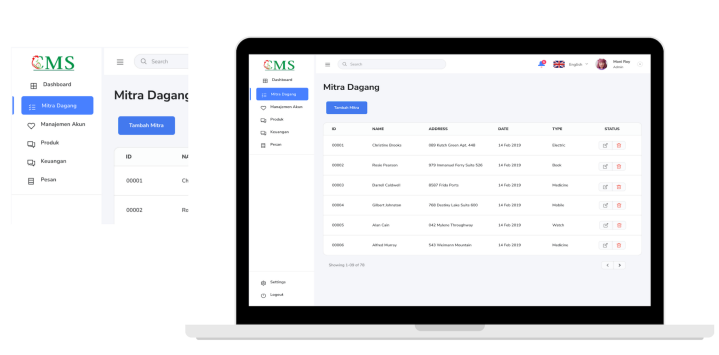 CMS
Search
Dashboard
Mitra Dagang
Manajemen Akun
Produk
Keuangan
Pesan
Mitra Dagang
Tambah Mitra
ID
NA
00001
Ch
00002
Ro
CMS
Search
English
Moni Roy
Admin
Dashboard
Mitra Dagang
Manajemen Akun
Produk
Keuangan
Pesan
Settings
Logout
Mitra Dagang
Tambah Mitra
ID NAME ADDRESS DATE TYPE STATUS
00001 Christine Brooks 089 Kutch Green Apt. 448 14 Feb 2019 Electric
00002 Rosie Pearson 979 Immanuel Ferry Suite 526 14 Feb 2019 Book
00003 Darrell Caldwell 8587 Frida Ports 14 Feb 2019 Medicine
00004 Gilbert Johnston 768 Destiny Lake Suite 600 14 Feb 2019 Mobile
00005 Alan Cain 042 Mylene Throughway 14 Feb 2019 Watch
00006 Alfred Murray 543 Weimann Mountain 14 Feb 2019 Medicine
Showing 1-09 of 78